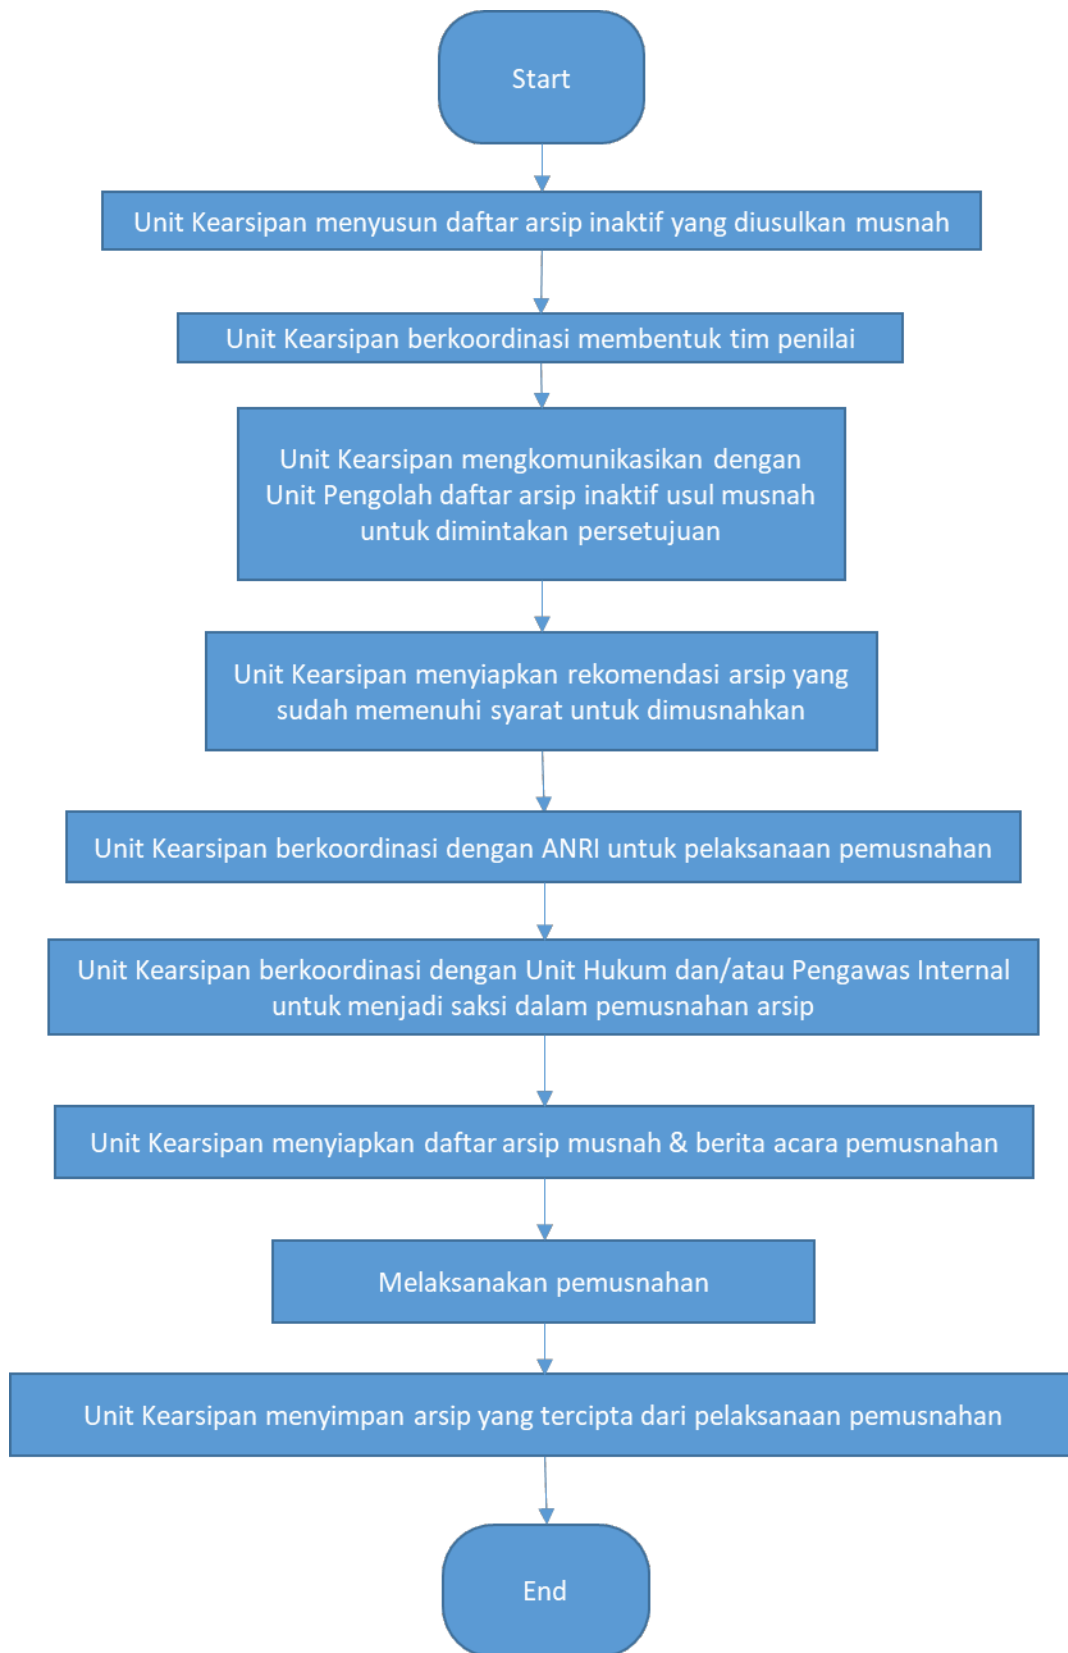 Start
Unit Kearsipan menyusun daftar arsip inaktif yang diusulkan musnah
Unit Kearsipan berkoordinasi membentuk tim penilai
Unit Kearsipan mengkomunikasikan dengan
Unit Pengolah daftar arsip inaktif usul musnah
untuk dimintakan persetujuan
Unit Kearsipan menyiapkan rekomendasi arsip yang
sudah memenuhi syarat untuk dimusnahkan
Unit Kearsipan berkoordinasi dengan ANRI untuk pelaksanaan pemusnahan
Unit Kearsipan berkoordinasi dengan Unit Hukum dan/atau Pengawas Internal
untuk menjadi saksi dalam pemusnahan arsip
Unit Kearsipan menyiapkan daftar arsip musnah & berita acara pemusnahan
Melaksanakan pemusnahan
Unit Kearsipan menyimpan arsip yang tercipta dari pelaksanaan pemusnahan
End